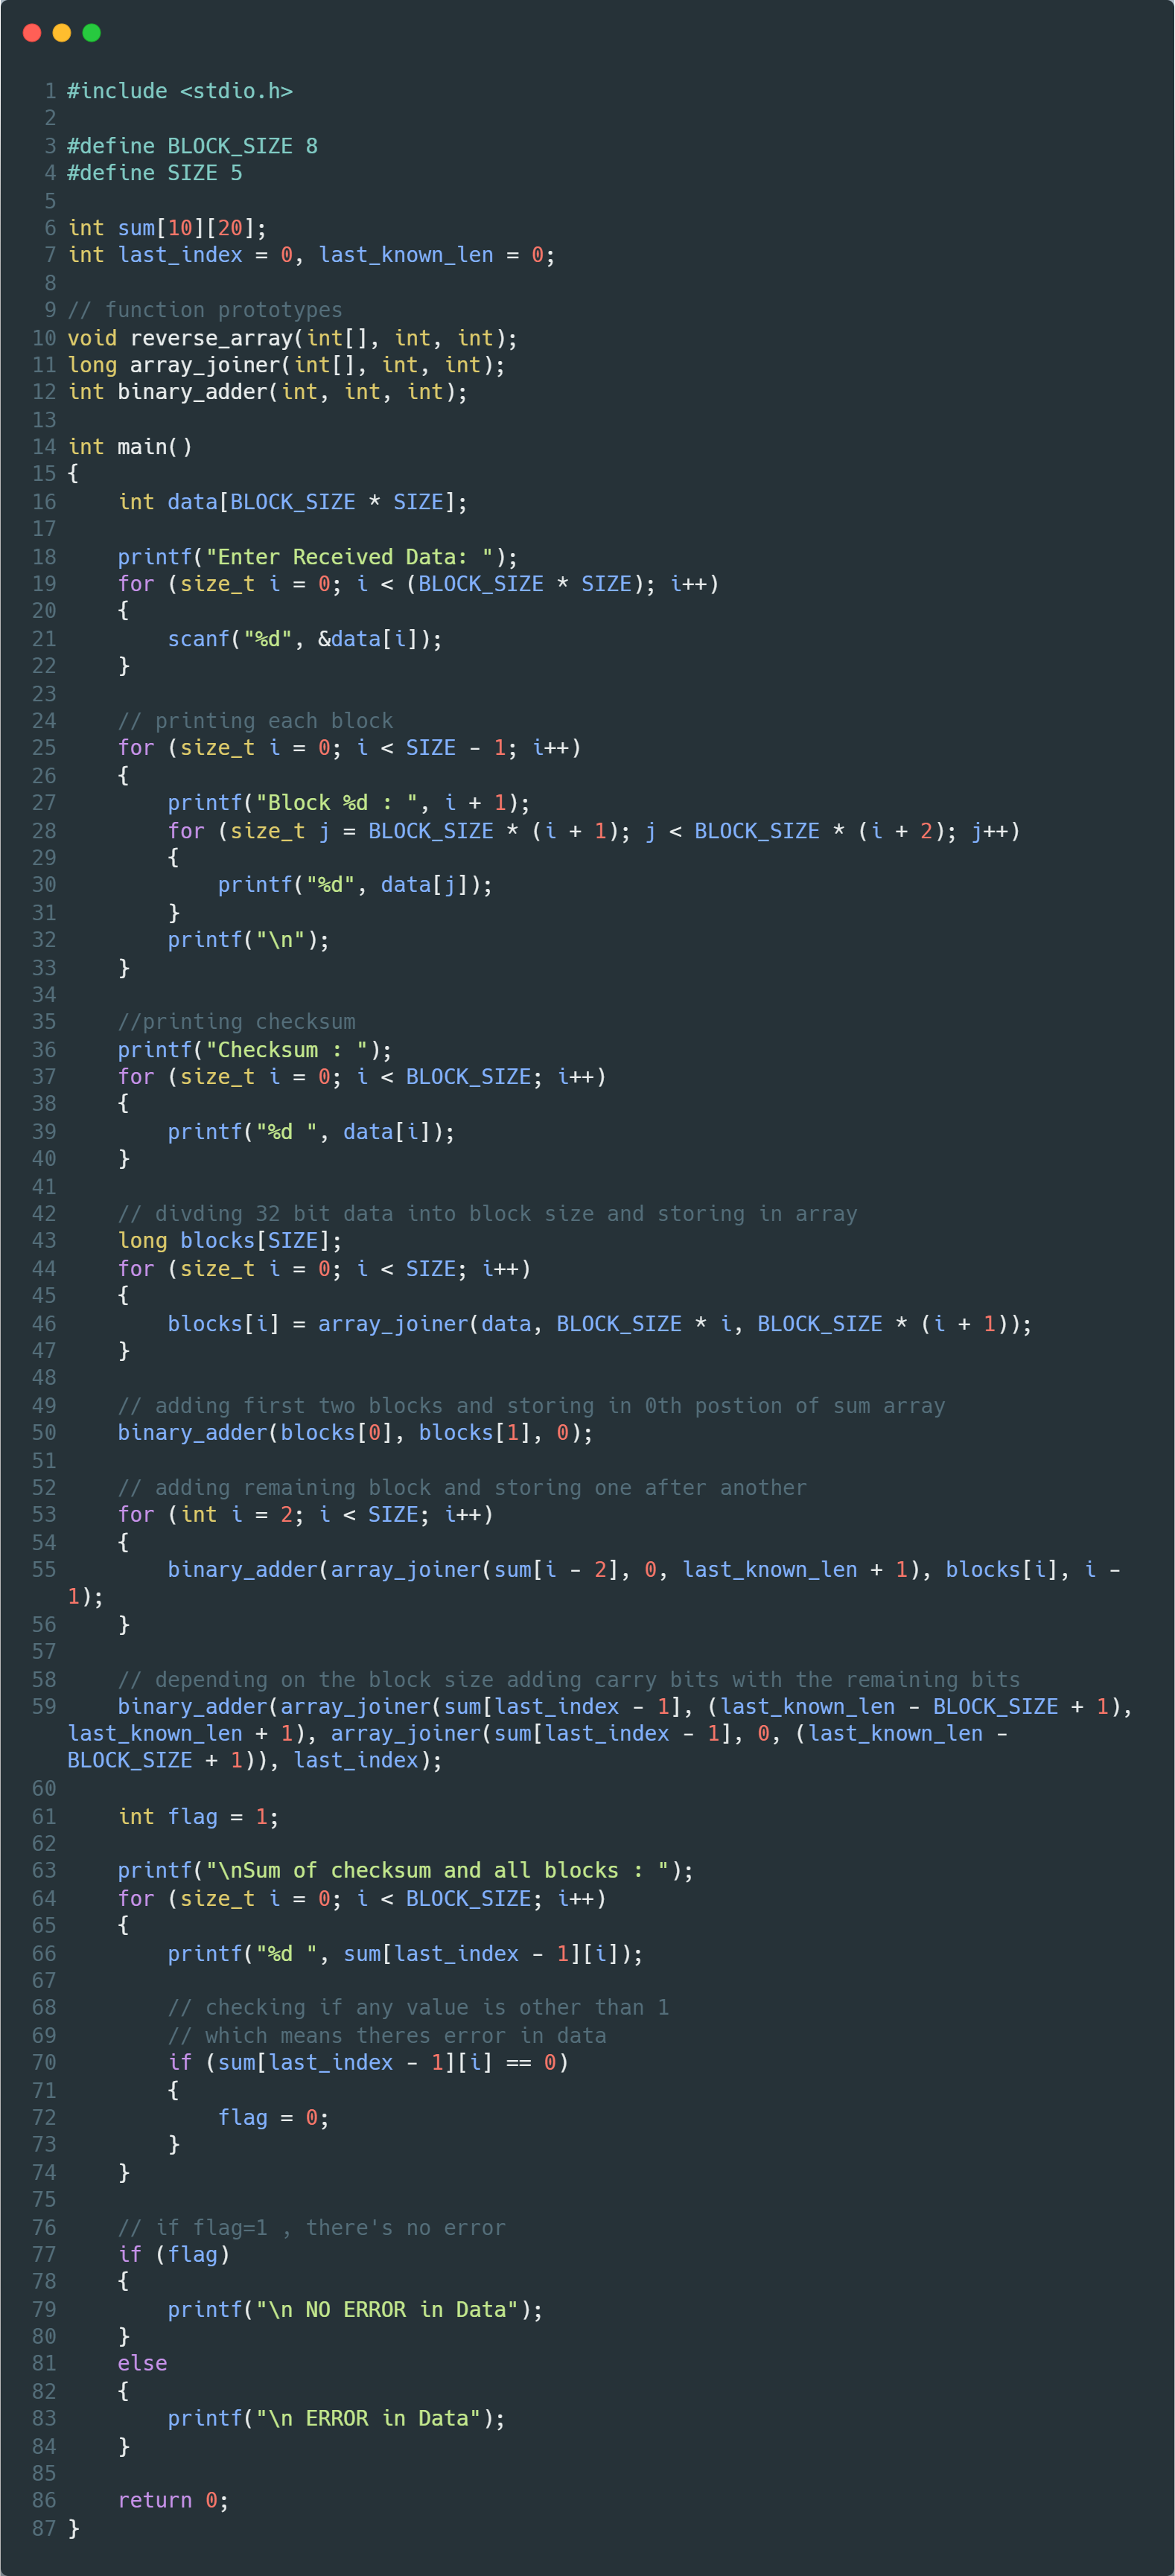 1 #include <stdio.h>
2
3 #define BLOCK_SIZE 8
4 #define SIZE 5
5
6 int sum[10][20];
7 int last_index = 0, last_known_len = 0;
8
9 // function prototypes
10 void reverse_array(int[], int, int);
11 long array_joiner(int[], int, int);
12 int binary_adder(int, int, int);
13
14 int main()
15 {
16     int data[BLOCK_SIZE * SIZE];
17
18     printf("Enter Received Data: ");
19     for (size_t i = 0; i < (BLOCK_SIZE * SIZE); i++)
20     {
21         scanf("%d", &data[i]);
22     }
23
24     // printing each block
25     for (size_t i = 0; i < SIZE - 1; i++)
26     {
27         printf("Block %d : ", i + 1);
28         for (size_t j = BLOCK_SIZE * (i + 1); j < BLOCK_SIZE * (i + 2); j++)
29         {
30             printf("%d", data[j]);
31         }
32         printf("\n");
33     }
34
35     //printing checksum
36     printf("Checksum : ");
37     for (size_t i = 0; i < BLOCK_SIZE; i++)
38     {
39         printf("%d ", data[i]);
40     }
41
42     // divding 32 bit data into block size and storing in array
43     long blocks[SIZE];
44     for (size_t i = 0; i < SIZE; i++)
45     {
46         blocks[i] = array_joiner(data, BLOCK_SIZE * i, BLOCK_SIZE * (i + 1));
47     }
48
49     // adding first two blocks and storing in 0th postion of sum array
50     binary_adder(blocks[0], blocks[1], 0);
51
52     // adding remaining block and storing one after another
53     for (int i = 2; i < SIZE; i++)
54     {
55         binary_adder(array_joiner(sum[i - 2], 0, last_known_len + 1), blocks[i], i -
1);
56     }
57
58     // depending on the block size adding carry bits with the remaining bits
59     binary_adder(array_joiner(sum[last_index - 1], (last_known_len - BLOCK_SIZE + 1),
last_known_len + 1), array_joiner(sum[last_index - 1], 0, (last_known_len -
BLOCK_SIZE + 1)), last_index);
60
61     int flag = 1;
62
63     printf("\nSum of checksum and all blocks : ");
64     for (size_t i = 0; i < BLOCK_SIZE; i++)
65     {
66         printf("%d ", sum[last_index - 1][i]);
67
68         // checking if any value is other than 1
69         // which means theres error in data
70         if (sum[last_index - 1][i] == 0)
71         {
72             flag = 0;
73         }
74     }
75
76     // if flag=1 , there's no error
77     if (flag)
78     {
79         printf("\n NO ERROR in Data");
80     }
81     else
82     {
83         printf("\n ERROR in Data");
84     }
85
86     return 0;
87 }